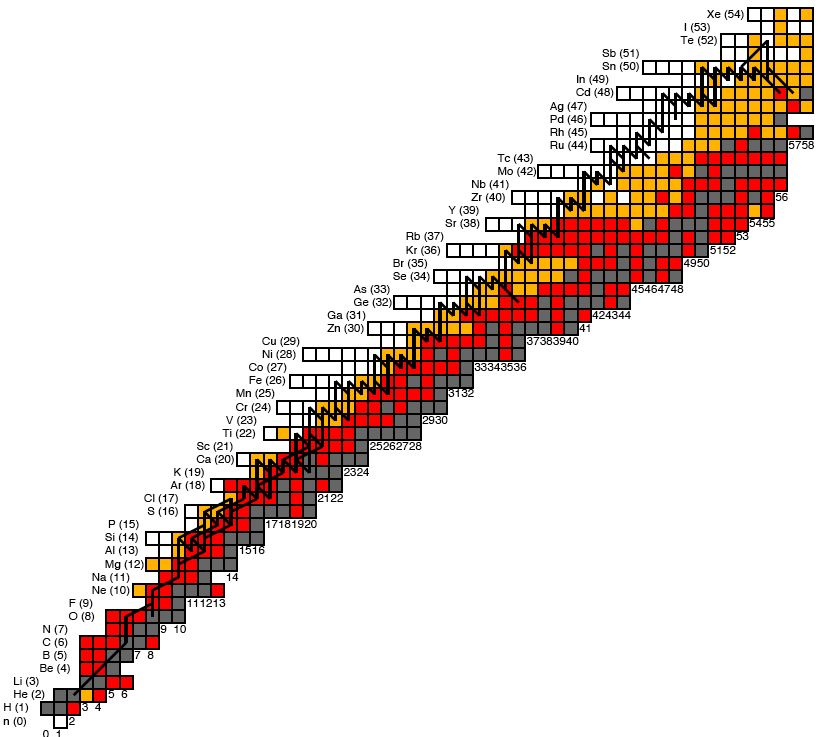 Xe (54)
I (53)
Te (52)
Sb (51)
Sn (50)
In (49)
Cd (48)
Ag (47)
Pd (46)
Rh (45)
Ru (44)
5758
Tc (43)
Mo (42)
Nb (41)
Zr (40)
56
Y (39)
Sr (38)
5455
Rb (37)
53
Kr (36)
5152
Br (35)
4950
Se (34)
As (33)
45464748
Ge (32)
Ga (31)
424344
Zn (30)
41
Cu (29)
37383940
Ni (28)
Co (27)
33343536
Fe (26)
Mn (25)
3132
Cr (24)
V (23)
2930
Ti (22)
Sc (21)
25262728
Ca (20)
K (19)
2324
Ar (18)
Cl (17)
2122
S (16)
P (15)
17181920
Si (14)
Al (13)
1516
Mg (12)
Na (11)
14
Ne (10)
F (9)
111213
O (8)
N (7)
9 10
C (6)
B (5)
7 8
Be (4)
Li (3)
He (2)
5 6
H (1)
3 4
n (0)
2
0 1